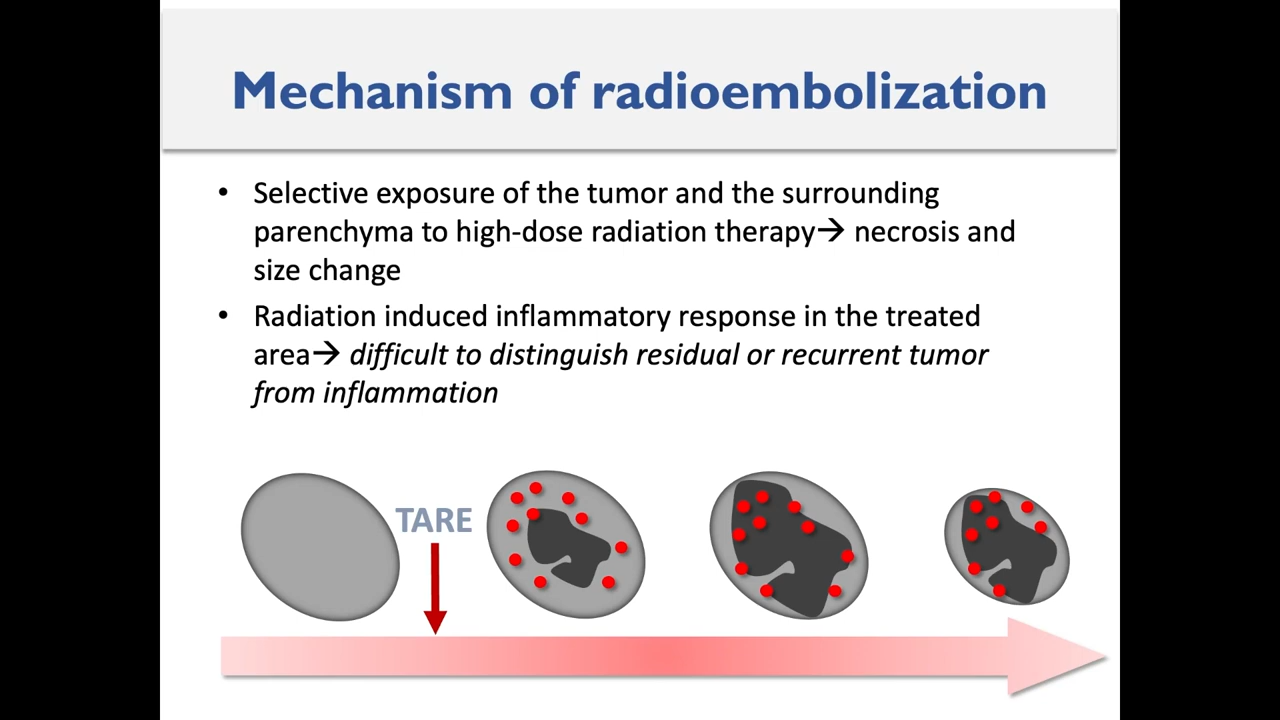 Mechanism of radioembolization
• Selective exposure of the tumor and the surrounding
parenchyma to high-dose radiation therapy→ necrosis and
size change
• Radiation induced inflammatory response in the treated
area→ difficult to distinguish residual or recurrent tumor
from inflammation
TARE